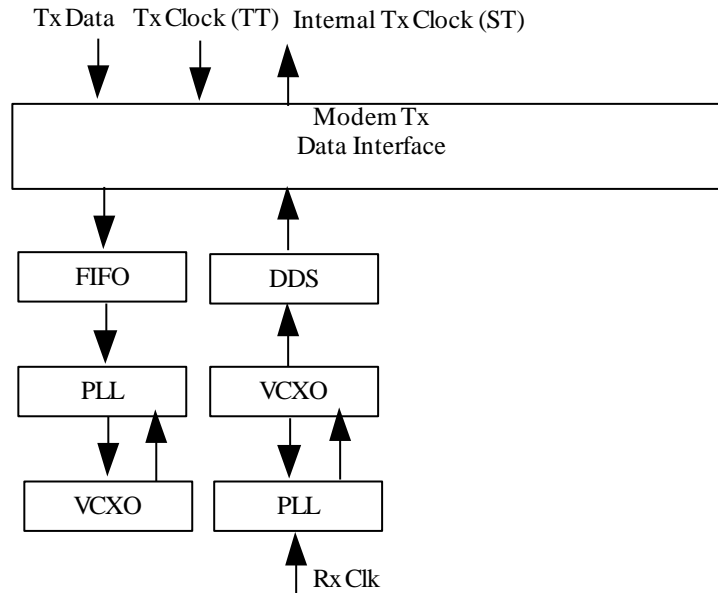 Tx Data Tx Clock (TT) Internal Tx Clock (ST)
Modem Tx
Data Interface
FIFO DDS
PLL VCXO
VCXO PLL
Rx Clk